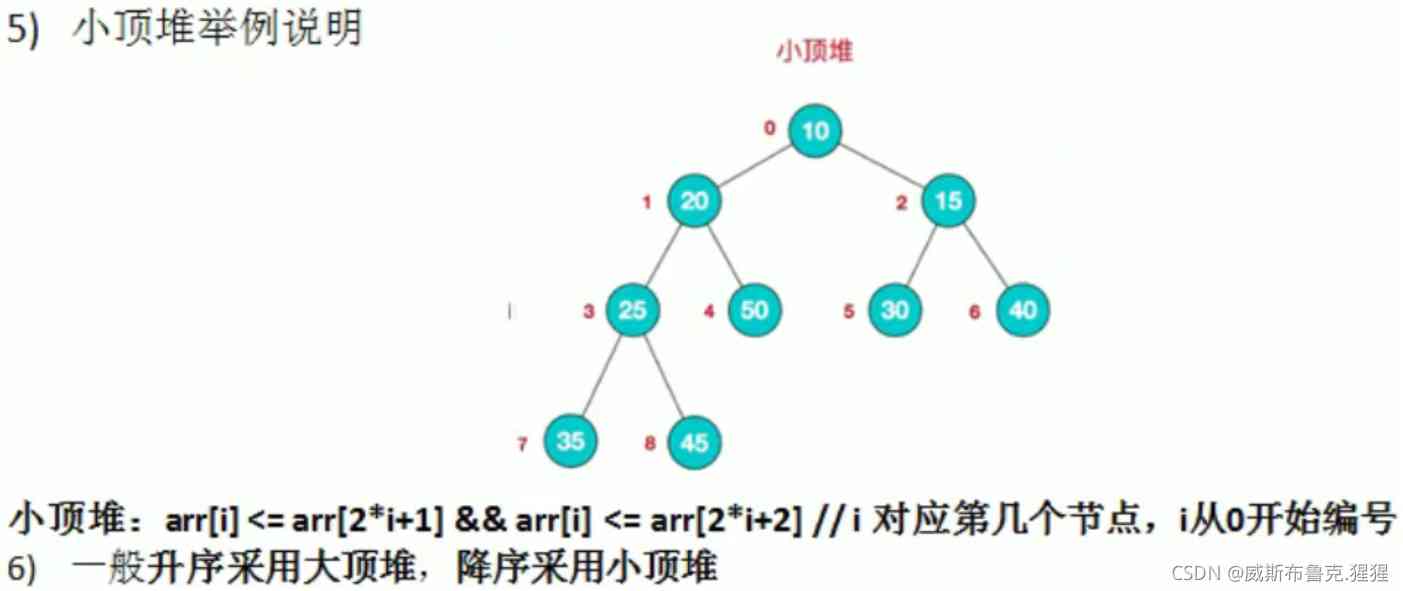 5) 小顶堆举例说明
小顶堆
0 10
1 20 2 15
3 25 4 50 5 30 6 40
7 35 8 45
小顶堆：arr[i] <= arr[2*i+1] && arr[i] <= arr[2*i+2] // i 对应第几个节点，i从0开始编号
6) 一般升序采用大顶堆，降序采用小顶堆
CSDN @威斯布鲁克.猩猩